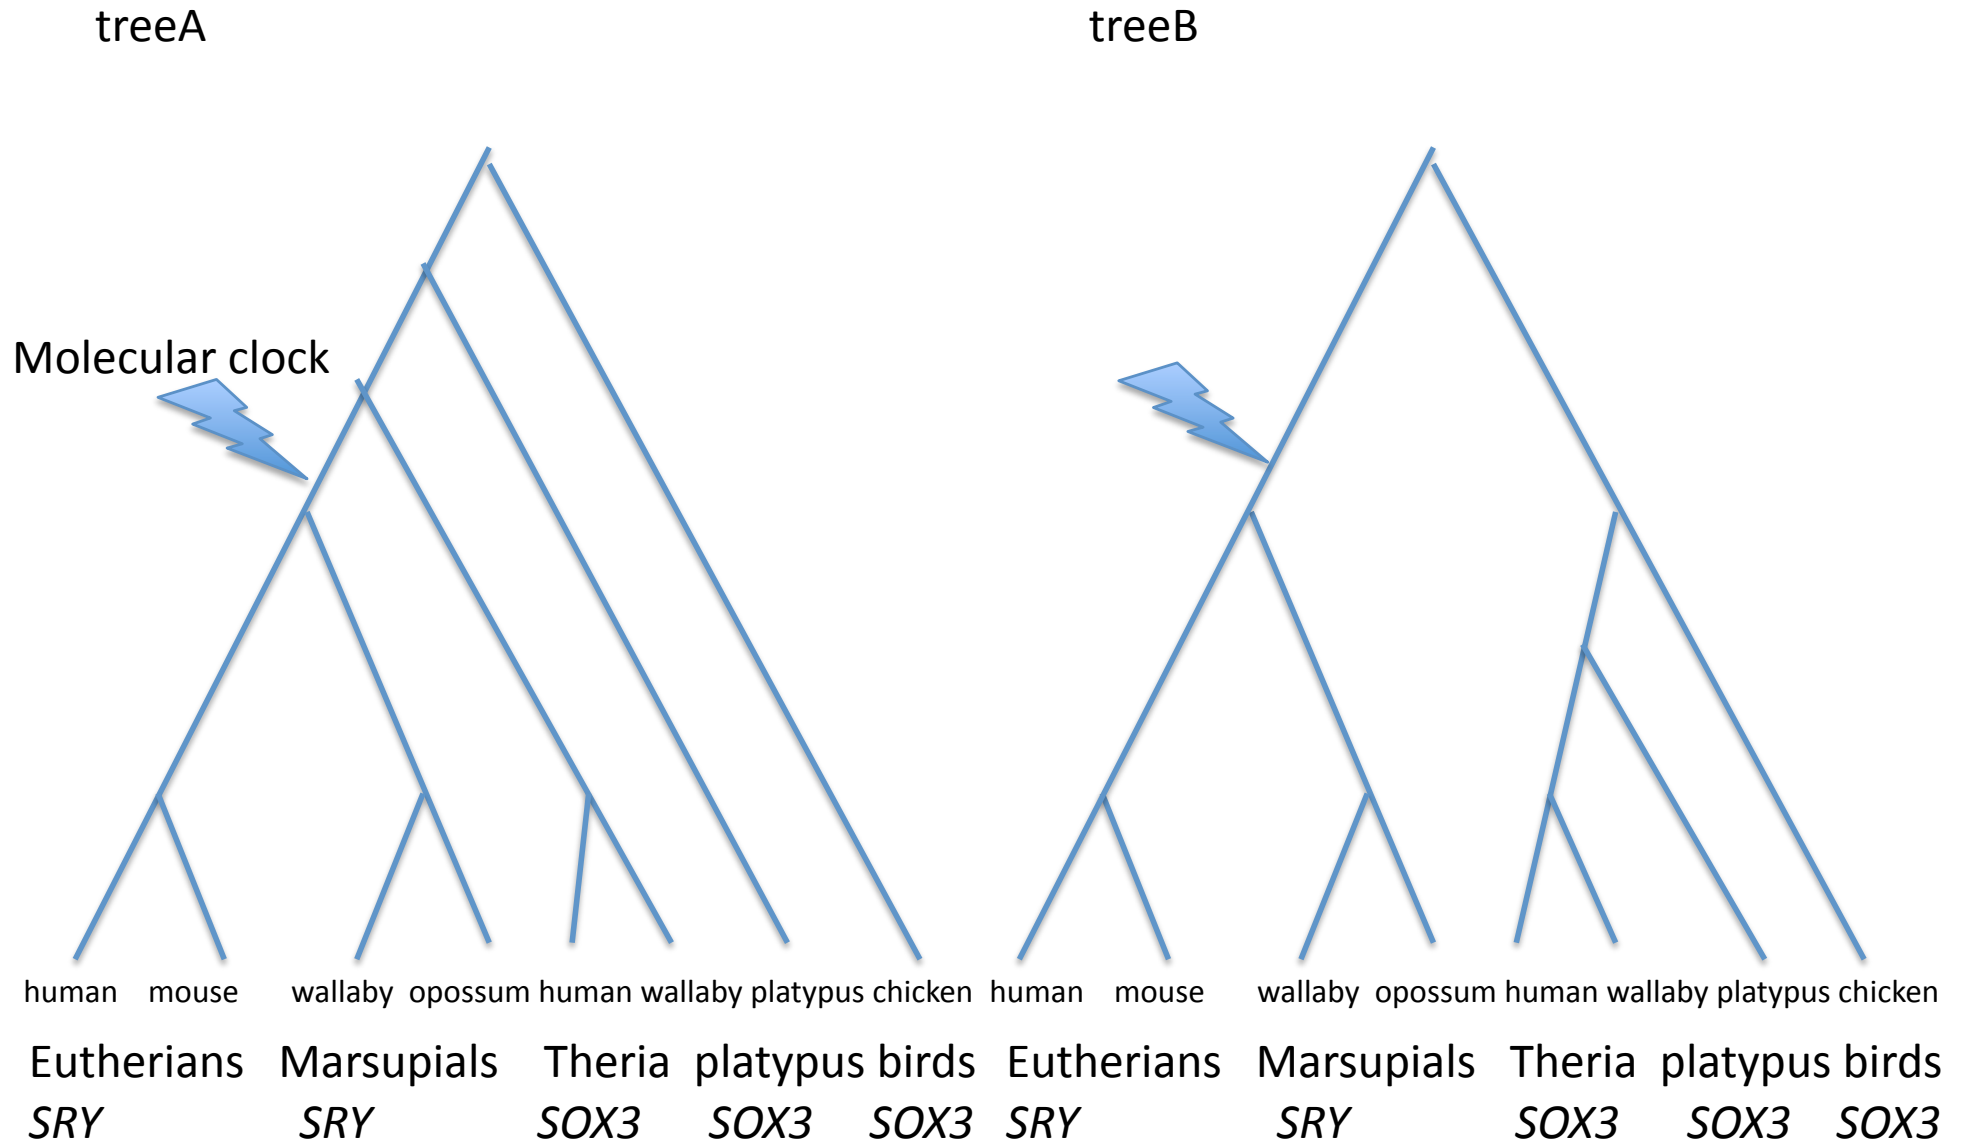 treeA treeB
Molecular clock
human mouse wallaby opossum human wallaby platypus chicken human mouse wallaby opossum human wallaby platypus chicken
Eutherians Marsupials Theria platypus birds Eutherians Marsupials Theria platypus birds
SRY SRY SOX3 SOX3 SOX3 SRY SRY SOX3 SOX3 SOX3